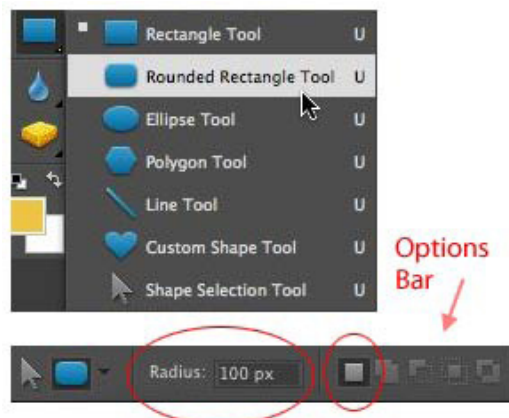 Rectangle Tool U
Rounded Rectangle Tool U
Ellipse Tool U
Polygon Tool U
Line Tool U
Custom Shape Tool U
Shape Selection Tool U
Options
Bar
Radius: 100 px